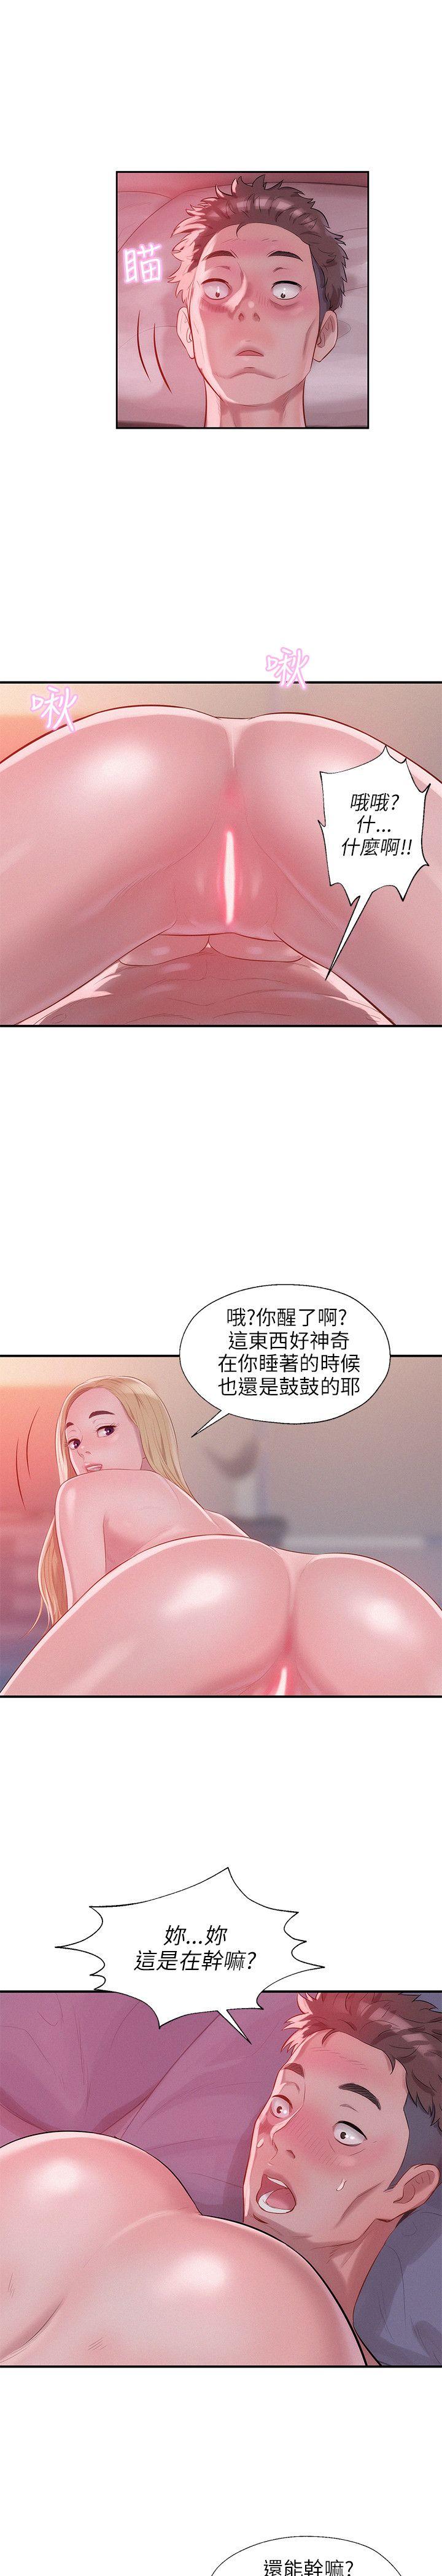 瞄
啾
啾
哦哦?
什...
什麼啊!!
哦?你醒了啊?
這東西好神奇
在你睡著的時候
也還是鼓鼓的耶
妳...妳
這是在幹嘛?
還能幹嘛?